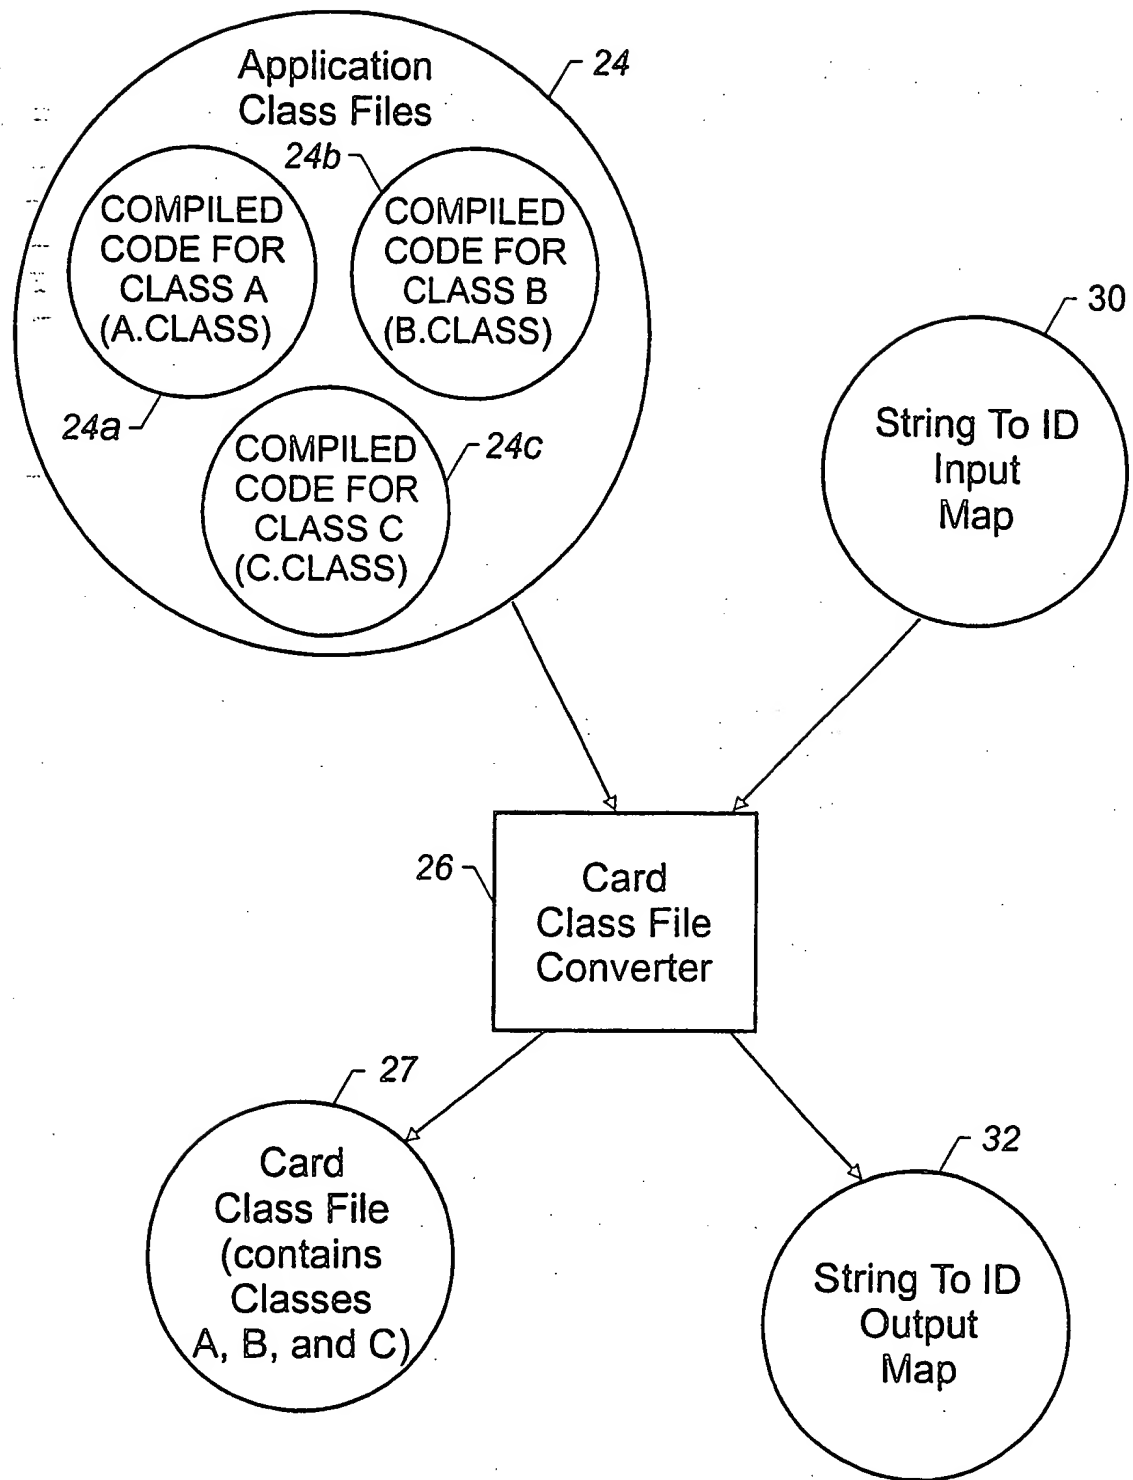 Application
Class Files
24
24b
COMPILED
CODE FOR
CLASS A
(A.CLASS)
COMPILED
CODE FOR
CLASS B
(B.CLASS)
24a
COMPILED
CODE FOR
CLASS C
(C.CLASS)
24c
30
String To ID
Input
Map
26
Card
Class File
Converter
27
Card
Class File
(contains
Classes
A, B, and C)
32
String To ID
Output
Map